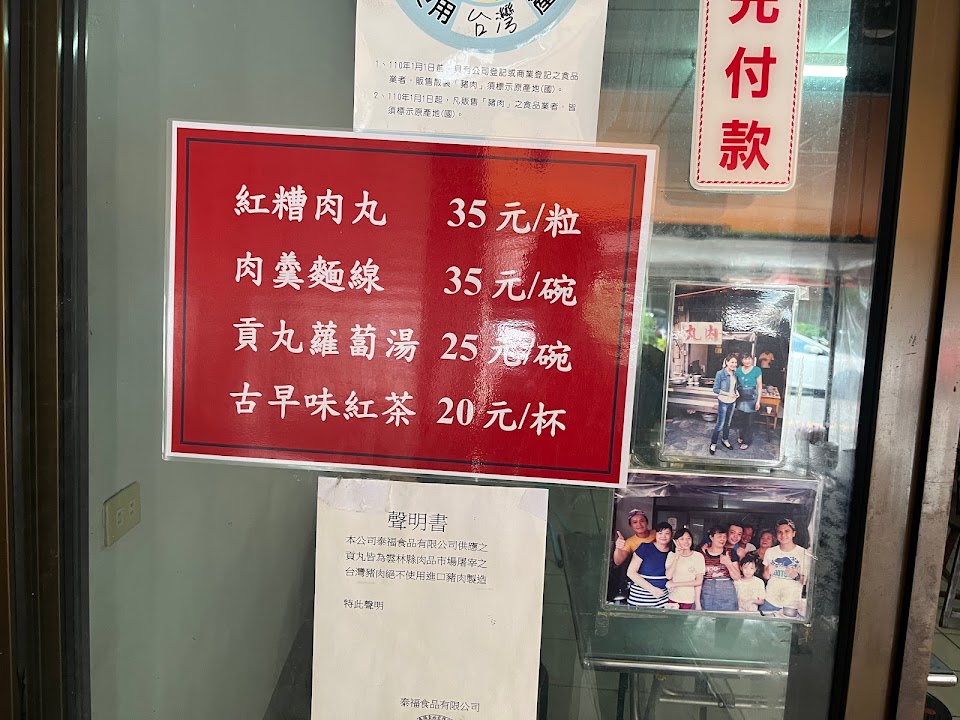 用
台灣
1、110年1月1日前，具有公司登記或商業登記之食品
業者，販售散裝「豬肉」須標示原產地(國)。
2、110年1月1日起，凡販售「豬肉」之食品業者，皆
須標示原產地(國)。
先付款
紅糟肉丸 35元/粒
肉羹麵線 35元/碗
貢丸蘿蔔湯 25元/碗
古早味紅茶 20元/杯
丸肉
聲明書
本公司泰福食品有限公司供應之
貢丸皆為雲林縣肉品市場屠宰之
台灣豬肉絕不使用進口豬肉製造
特此聲明
泰福食品有限公司